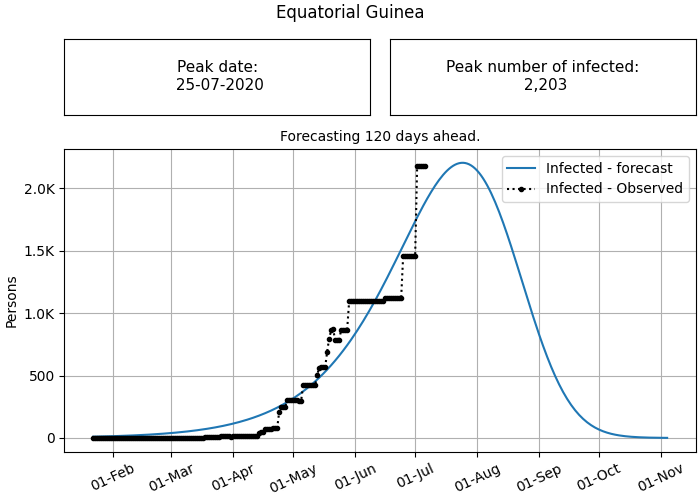 Equatorial Guinea
Peak date:
25-07-2020
Peak number of infected:
2,203
Forecasting 120 days ahead.
Infected - forecast
Infected - Observed
Persons
2.0K
1.5K
1.0K
500
0
01-Feb
01-Mar
01-Apr
01-May
01-Jun
01-Jul
01-Aug
01-Sep
01-Oct
01-Nov